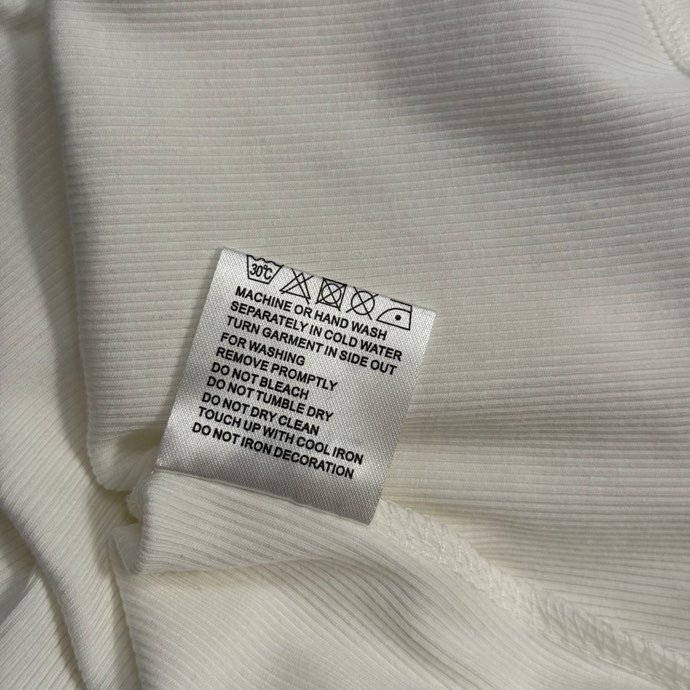 30°C
MACHINE OR HAND WASH
SEPARATELY IN COLD WATER
TURN GARMENT IN SIDE OUT
FOR WASHING
REMOVE PROMPTLY
DO NOT BLEACH
DO NOT TUMBLE DRY
DO NOT DRY CLEAN
TOUCH UP WITH COOL IRON
DO NOT IRON DECORATION